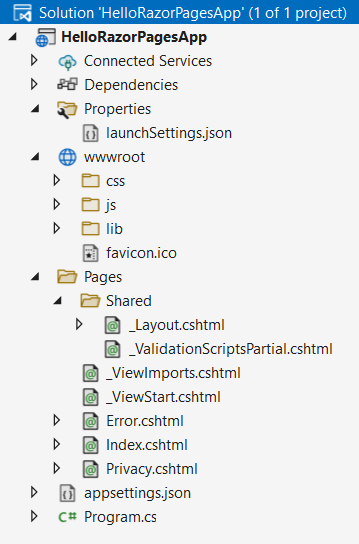 Solution 'HelloRazorPagesApp' (1 of 1 project)
HelloRazorPagesApp
Connected Services
Dependencies
Properties
launchSettings.json
wwwroot
css
js
lib
favicon.ico
Pages
Shared
_Layout.cshtml
_ValidationScriptsPartial.cshtml
_ViewImports.cshtml
_ViewStart.cshtml
Error.cshtml
Index.cshtml
Privacy.cshtml
appsettings.json
C# Program.cs